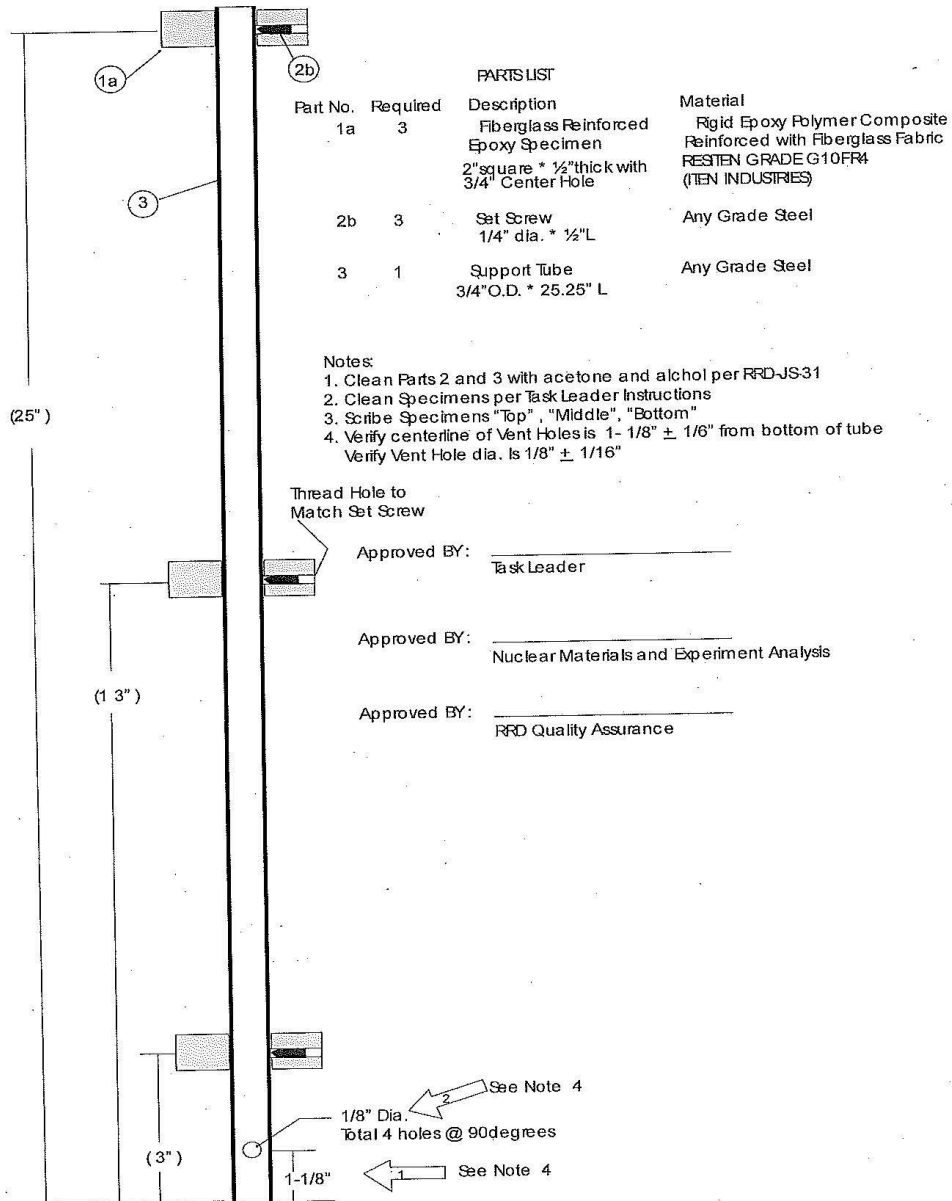 1a
2b
PARTS LIST
Part No. Required Description Material
1a 3 Fiberglass Reinforced Rigid Epoxy Polymer Composite
Epoxy Specimen Reinforced with Fiberglass Fabric
2"square * ½"thick with RESITEN GRADE G10FR4
3/4" Center Hole (ITEN INDUSTRIES)
3
2b 3 Set Screw Any Grade Steel
1/4" dia. * ½"L
3 1 Support Tube Any Grade Steel
3/4"O.D. * 25.25" L
Notes:
1. Clean Parts 2 and 3 with acetone and alchol per RRD-JS-31
2. Clean Specimens per Task Leader Instructions
3. Scribe Specimens "Top" , "Middle", "Bottom"
4. Verify centerline of Vent Holes is 1- 1/8" ± 1/6" from bottom of tube
Verify Vent Hole dia. Is 1/8" ± 1/16"
(25")
Thread Hole to
Match Set Screw
Approved BY:
Task Leader
Approved BY:
Nuclear Materials and Experiment Analysis
(1 3")
Approved BY:
RRD Quality Assurance
2 See Note 4
1/8" Dia.
Total 4 holes @ 90degrees
(3")
1-1/8" 1 See Note 4